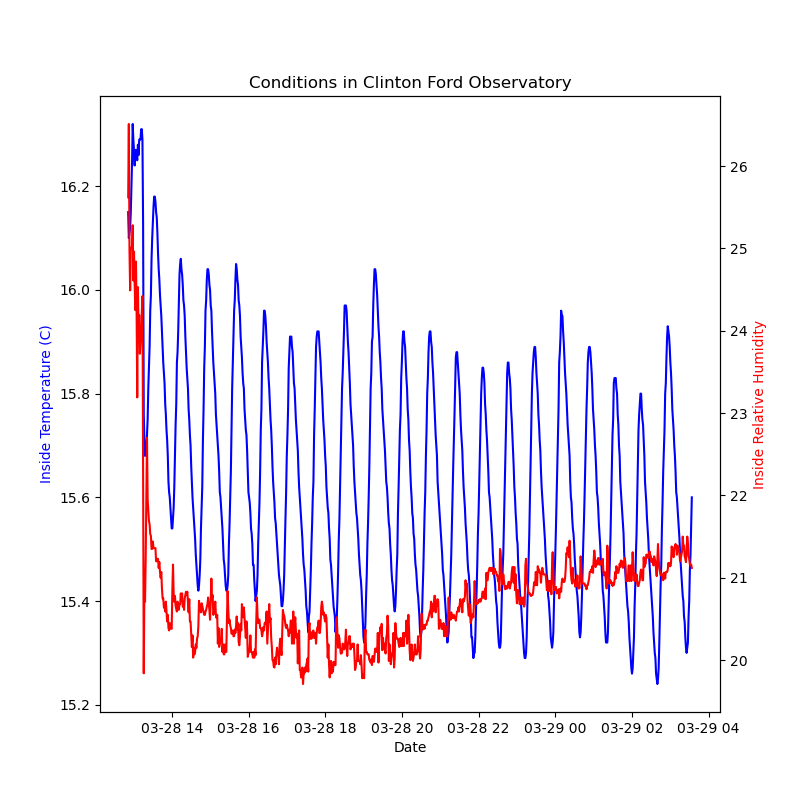 Conditions in Clinton Ford Observatory
Inside Temperature (C)
16.2
16.0
15.8
15.6
15.4
15.2
26
25
24
23
22
21
20
Inside Relative Humidity
03-28 14 03-28 16 03-28 18 03-28 20 03-28 22 03-29 00 03-29 02 03-29 04
Date